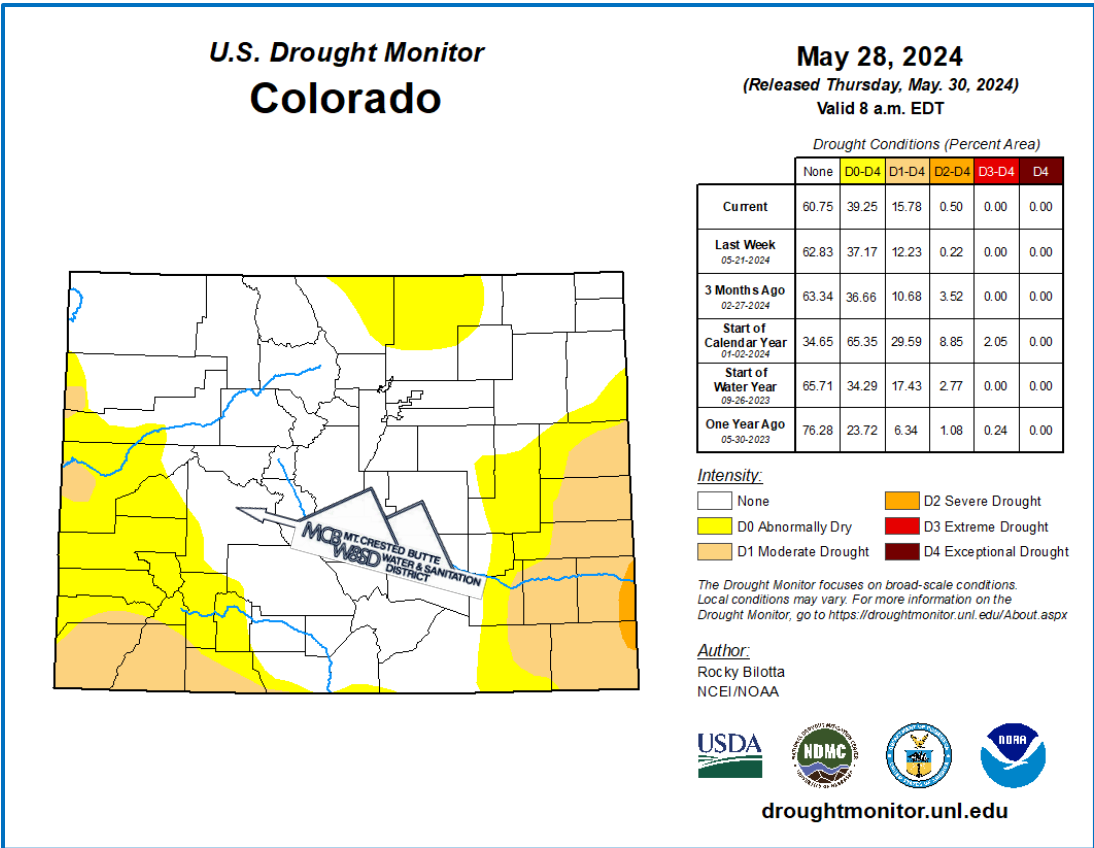 U.S. Drought Monitor
Colorado
May 28, 2024
(Released Thursday, May. 30, 2024)
Valid 8 a.m. EDT
Drought Conditions (Percent Area)
None D0-D4 D1-D4 D2-D4 D3-D4 D4
Current 60.75 39.25 15.78 0.50 0.00 0.00
Last Week
05-21-2024 62.83 37.17 12.23 0.22 0.00 0.00
3 Months Ago
02-27-2024 63.34 36.66 10.68 3.52 0.00 0.00
Start of
Calendar Year
01-02-2024 34.65 65.35 29.59 8.85 2.05 0.00
Start of
Water Year
09-26-2023 65.71 34.29 17.43 2.77 0.00 0.00
One Year Ago
05-30-2023 76.28 23.72 6.34 1.08 0.24 0.00
Intensity:
None
D0 Abnormally Dry
D1 Moderate Drought
D2 Severe Drought
D3 Extreme Drought
D4 Exceptional Drought
The Drought Monitor focuses on broad-scale conditions.
Local conditions may vary. For more information on the
Drought Monitor, go to https://droughtmonitor.unl.edu/About.aspx
Author:
Rocky Bilotta
NCEI/NOAA
MCB
W&SD
MT. CRESTED BUTTE
WATER & SANITATION
DISTRICT
USDA
NDMC
NOAA
droughtmonitor.unl.edu